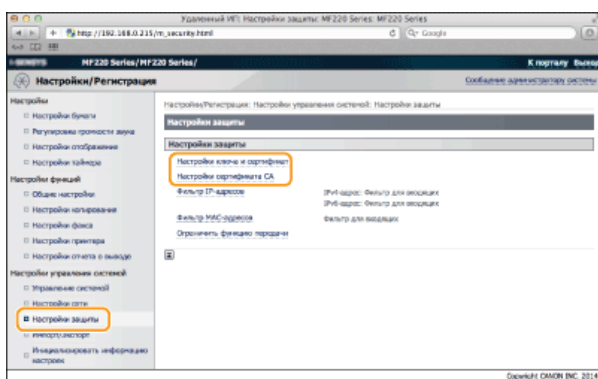 Удаленный ИП: Настройки защиты: MF220 Series: MF220 Series
http://192.168.0.215/m_security.html
Google
i-SENSYS MF220 Series/MF220 Series/
К порталу Выход
Настройки/Регистрация
Сообщение администратору системы
Настройки
Настройки бумаги
Регулировка громкости звука
Настройки отображения
Настройки таймера
Настройки функций
Общие настройки
Настройки копирования
Настройки факса
Настройки принтера
Настройки отчета о выводе
Настройки управления системой
Управление системой
Настройки сети
Настройки защиты
Импорт/экспорт
Инициализировать информацию
настроек
Настройки/Регистрация: Настройки управления системой: Настройки защиты
Настройки защиты
Настройки защиты
Настройки ключа и сертификат
Настройки сертификата CA
Фильтр IP-адресов
IPv4-адрес: Фильтр для входящих
IPv6-адрес: Фильтр для входящих
Фильтр MAC-адресов
Фильтр для входящих
Ограничить функцию передачи
Copyright CANON INC. 2014